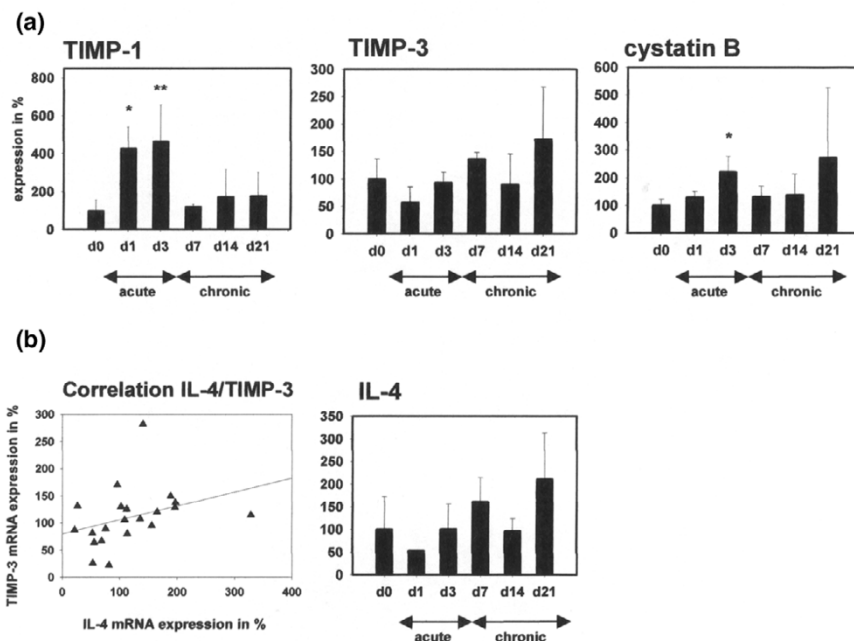 (a)
TIMP-1
TIMP-3
cystatin B
expression in %
800
600
400
200
0
*
**
d0 d1 d3 d7 d14 d21
acute chronic
300
250
200
150
100
50
0
d0 d1 d3 d7 d14 d21
acute chronic
600
500
400
300
200
100
0
*
d0 d1 d3 d7 d14 d21
acute chronic
(b)
Correlation IL-4/TIMP-3
TIMP-3 mRNA expression in %
300
250
200
150
100
50
0
0 100 200 300 400
IL-4 mRNA expression in %
IL-4
350
300
250
200
150
100
50
0
d0 d1 d3 d7 d14 d21
acute chronic